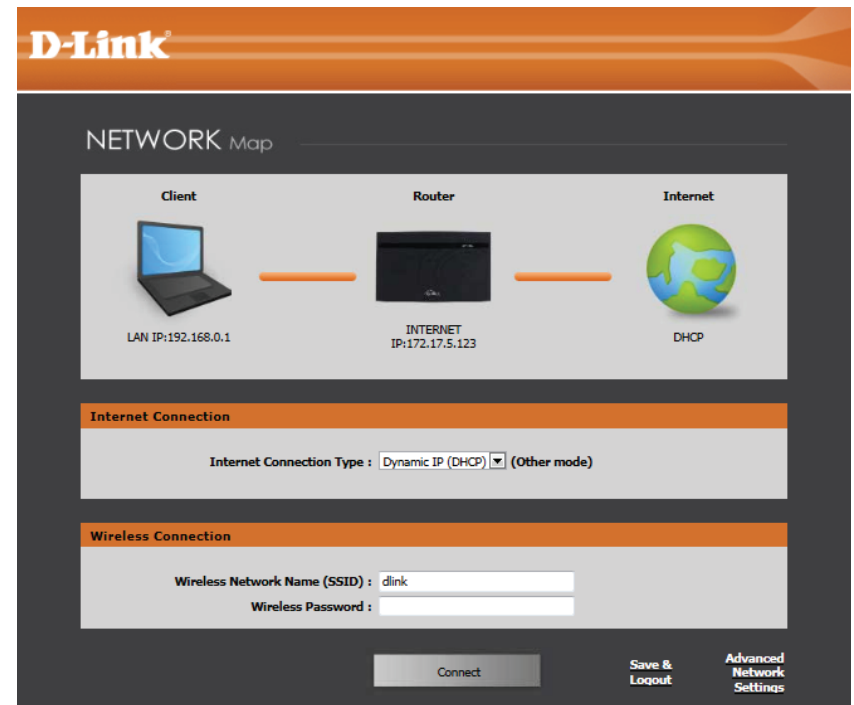 D-Link
NETWORK Map
Client
Router
Internet
LAN IP:192.168.0.1
INTERNET
IP:172.17.5.123
DHCP
Internet Connection
Internet Connection Type : Dynamic IP (DHCP) (Other mode)
Wireless Connection
Wireless Network Name (SSID) : dlink
Wireless Password :
Connect
Save &
Logout
Advanced
Network
Settings